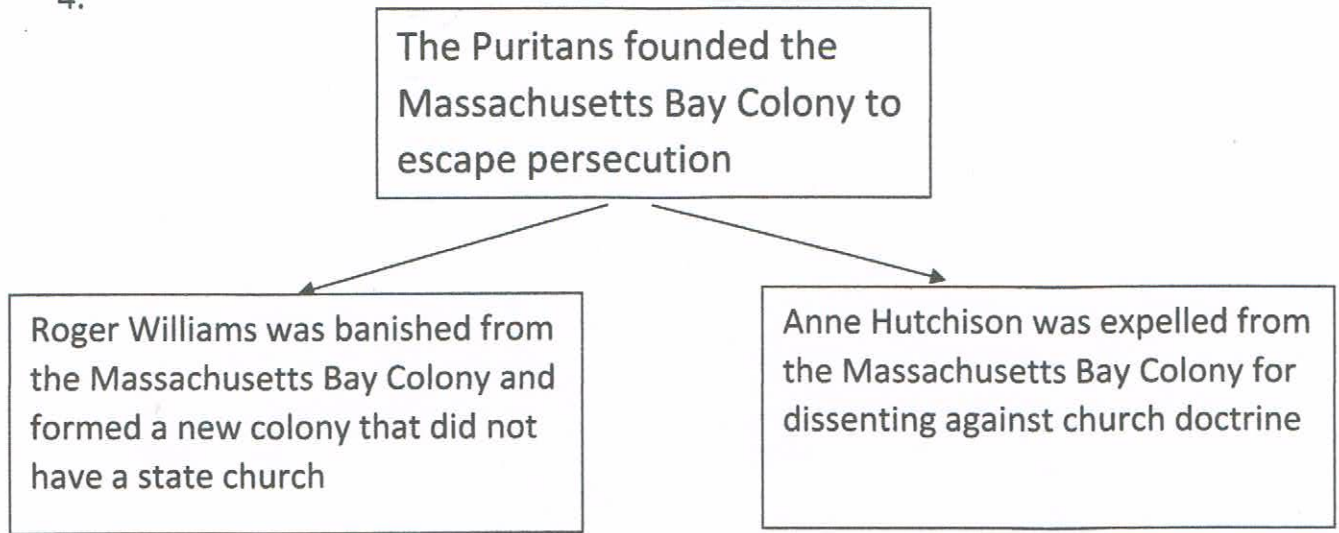 4.
The Puritans founded the
Massachusetts Bay Colony to
escape persecution
Roger Williams was banished from
the Massachusetts Bay Colony and
formed a new colony that did not
have a state church
Anne Hutchison was expelled from
the Massachusetts Bay Colony for
dissenting against church doctrine